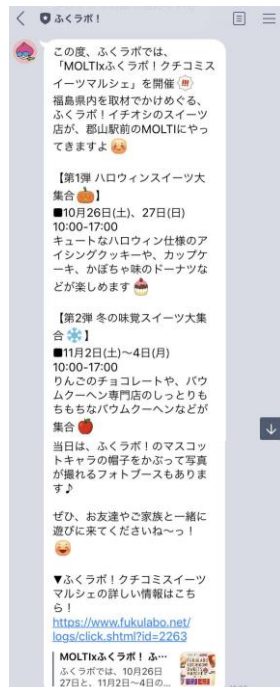 ふくラボ！
この度、ふくラボでは、
「MOLTIxふくラボ！クチコミス
イーツマルシェ」を開催
福島県内を取材でかけめぐる、
ふくラボ！イチオシのスイーツ
店が、郡山駅前のMOLTIにやっ
てきますよ
【第1弾 ハロウィンスイーツ大
集合🎃】
■10月26日(土)、27日(日)
10:00-17:00
キュートなハロウィン仕様のア
イシングクッキーや、カップケ
ーキ、かぼちゃ味のドーナツな
どが楽しめます
【第2弾 冬の味覚スイーツ大集
合❄️】
■11月2日(土)〜4日(月)
10:00-17:00
りんごのチョコレートや、バウ
ムクーヘン専門店のしっとりも
ちもちなバウムクーヘンなどが
集合🍎
当日は、ふくラボ！のマスコッ
トキャラの帽子をかぶって写真
が撮れるフォトブースもありま
す♪
ぜひ、お友達やご家族と一緒に
遊びに来てくださいね〜っ！
▼ふくラボ！クチコミスイーツ
マルシェの詳しい情報はこち
ら！
https://www.fukulabo.net/
logs/click.shtml?id=2263
MOLTIxふくラボ！ ふ…
ふくラボでは、10月26日
27日と、11月2日〜4日の…